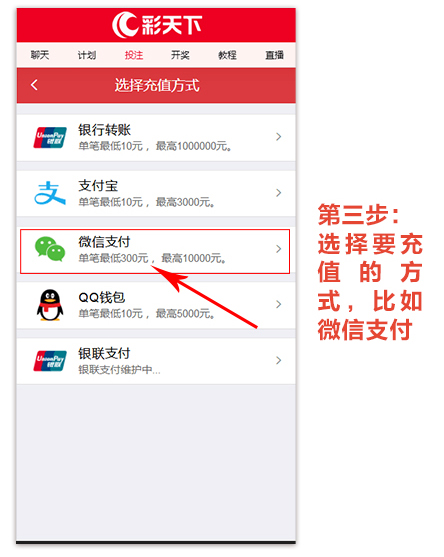 彩天下
聊天 计划 投注 开奖 教程 直播
选择充值方式
银行转账
单笔最低10元，最高1000000元。
支付宝
单笔最低10元，最高3000元。
微信支付
单笔最低300元，最高10000元。
QQ钱包
单笔最低10元，最高5000元。
银联支付
银联支付维护中...
UnionPay
银联
UnionPay
银联
第三步：
选择要充
值的方
式，比如
微信支付